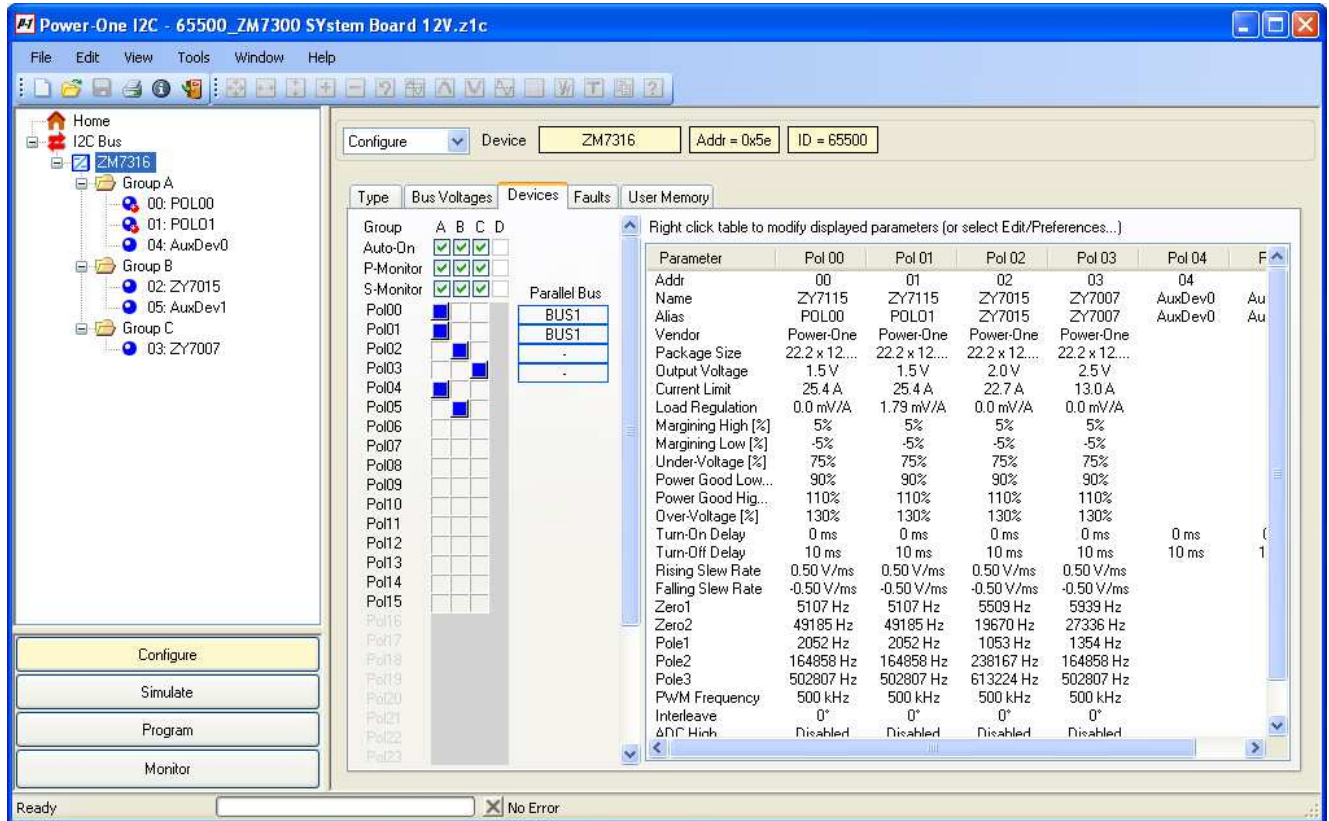 Power-One I2C - 65500_ZM7300 SYstem Board 12V.z1c
File Edit View Tools Window Help
Home
I2C Bus
ZM7316
Group A
00: POL00
01: POL01
04: AuxDev0
Group B
02: ZY7015
05: AuxDev1
Group C
03: ZY7007
Configure
Simulate
Program
Monitor
Configure Device ZM7316 Addr = 0x5e ID = 65500
Type Bus Voltages Devices Faults User Memory
Group A B C D
Auto-On
P-Monitor
S-Monitor Parallel Bus
Pol00 BUS1
Pol01 BUS1
Pol02 -
Pol03 -
Pol04
Pol05
Pol06
Pol07
Pol08
Pol09
Pol10
Pol11
Pol12
Pol13
Pol14
Pol15
Pol16
Pol17
Pol18
Pol19
Pol20
Pol21
Pol22
Pol23
Right click table to modify displayed parameters (or select Edit/Preferences...)
Parameter Pol 00 Pol 01 Pol 02 Pol 03 Pol 04
Addr 00 01 02 03 04
Name ZY7115 ZY7115 ZY7015 ZY7007 AuxDev0 Au
Alias POL00 POL01 ZY7015 ZY7007 AuxDev0 Au
Vendor Power-One Power-One Power-One Power-One
Package Size 22.2 x 12.... 22.2 x 12.... 22.2 x 12.... 22.2 x 12....
Output Voltage 1.5 V 1.5 V 2.0 V 2.5 V
Current Limit 25.4 A 25.4 A 22.7 A 13.0 A
Load Regulation 0.0 mV/A 1.79 mV/A 0.0 mV/A 0.0 mV/A
Margining High [%] 5% 5% 5% 5%
Margining Low [%] -5% -5% -5% -5%
Under-Voltage [%] 75% 75% 75% 75%
Power Good Low... 90% 90% 90% 90%
Power Good Hig... 110% 110% 110% 110%
Over-Voltage [%] 130% 130% 130% 130%
Turn-On Delay 0 ms 0 ms 0 ms 0 ms 0 ms
Turn-Off Delay 10 ms 10 ms 10 ms 10 ms 10 ms 1
Rising Slew Rate 0.50 V/ms 0.50 V/ms 0.50 V/ms 0.50 V/ms
Falling Slew Rate -0.50 V/ms -0.50 V/ms -0.50 V/ms -0.50 V/ms
Zero1 5107 Hz 5107 Hz 5509 Hz 5939 Hz
Zero2 49185 Hz 49185 Hz 19670 Hz 27336 Hz
Pole1 2052 Hz 2052 Hz 1053 Hz 1354 Hz
Pole2 164858 Hz 164858 Hz 238167 Hz 164858 Hz
Pole3 502807 Hz 502807 Hz 613224 Hz 502807 Hz
PWM Frequency 500 kHz 500 kHz 500 kHz 500 kHz
Interleave 0° 0° 0° 0°
ADC High Disabled Disabled Disabled Disabled
Ready No Error